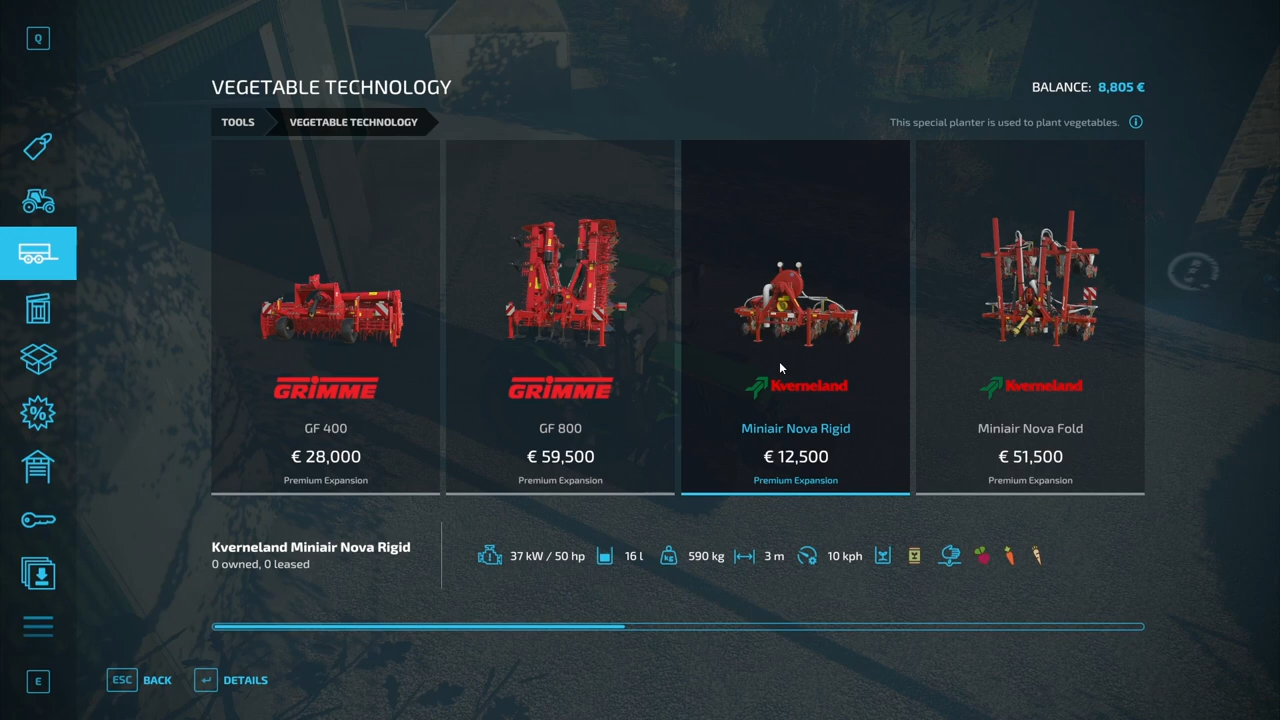 Q
VEGETABLE TECHNOLOGY
BALANCE: 8,805 €
TOOLS
VEGETABLE TECHNOLOGY
This special planter is used to plant vegetables.
GRIMME
GF 400
€ 28,000
Premium Expansion
GRIMME
GF 800
€ 59,500
Premium Expansion
Kverneland
Miniair Nova Rigid
€ 12,500
Premium Expansion
Kverneland
Miniair Nova Fold
€ 51,500
Premium Expansion
Kverneland Miniair Nova Rigid
0 owned, 0 leased
37 kW / 50 hp
16 l
kg
590 kg
3 m
10 kph
%
E
ESC BACK
DETAILS